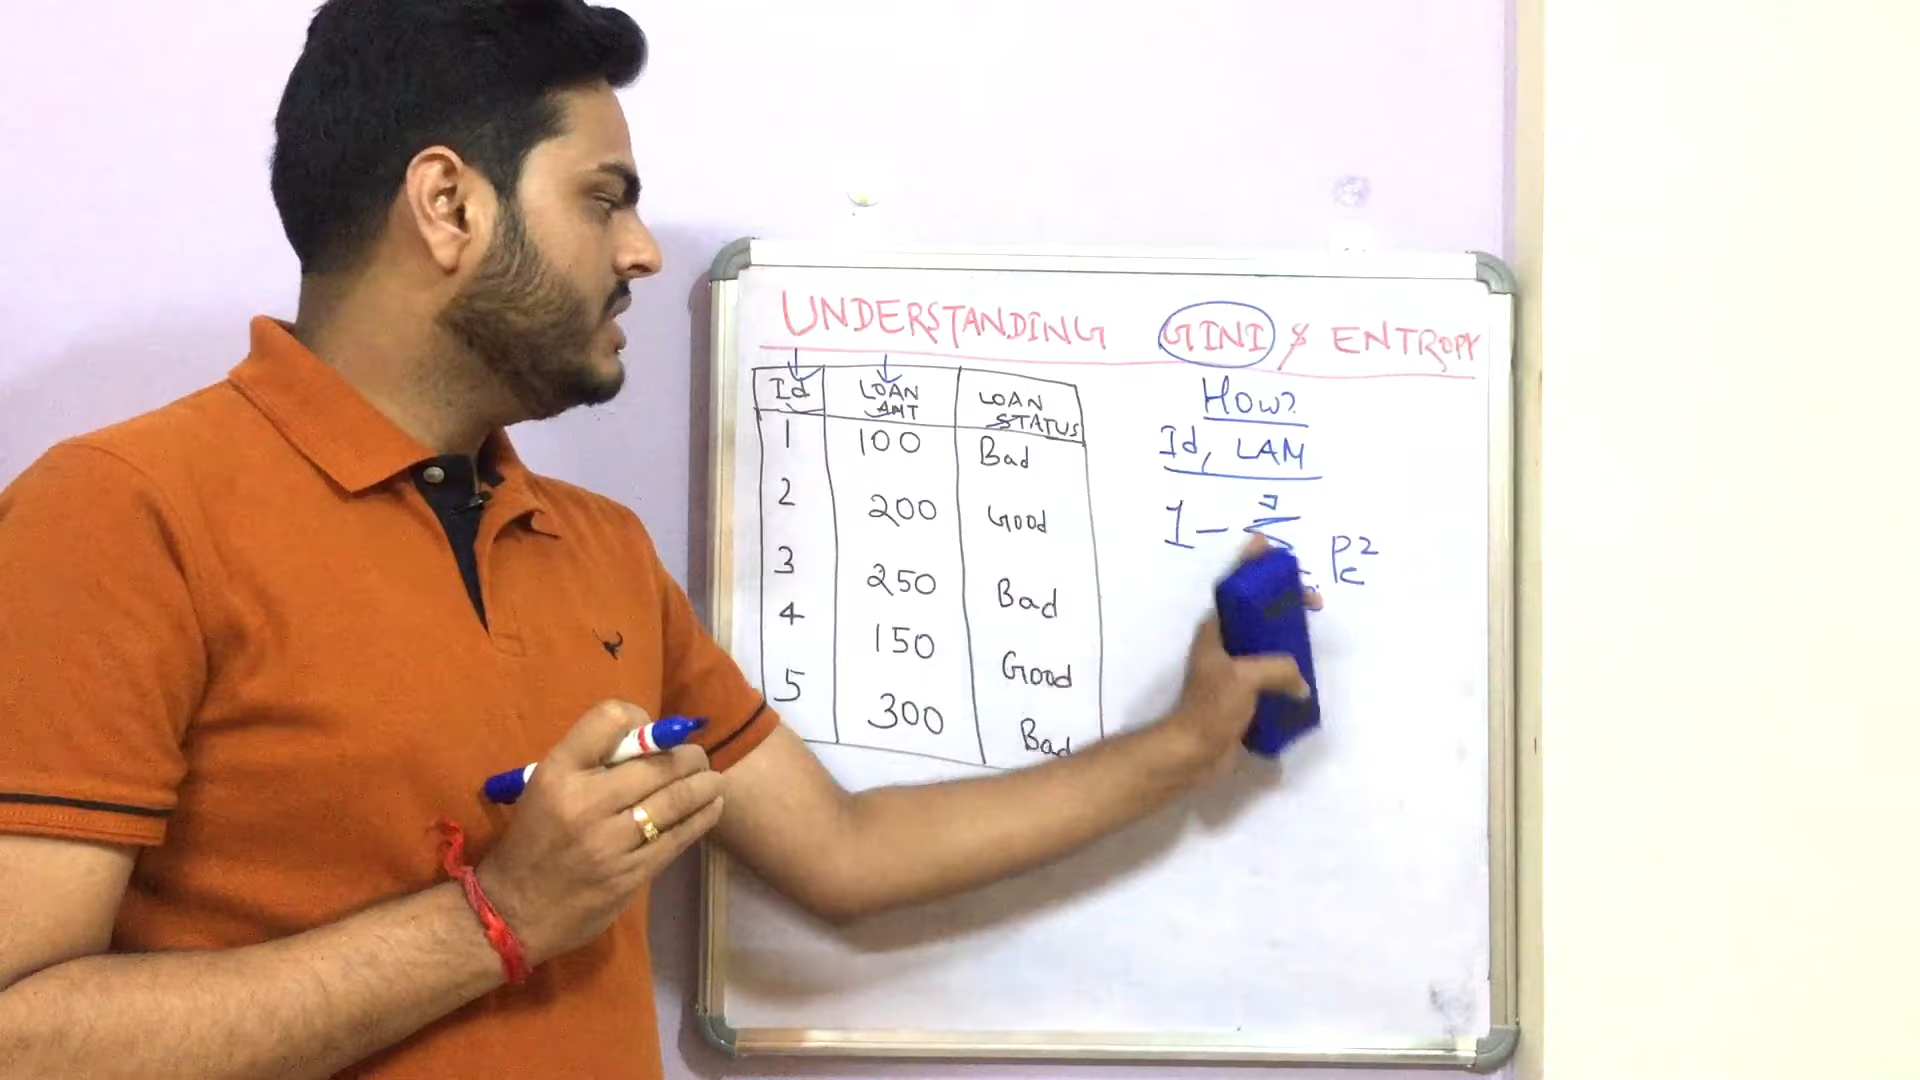 UNDERSTANDING GINI & ENTROPY
Id LOAN AMT LOAN STATUS
1 100 Bad
2 200 Good
3 250 Bad
4 150 Good
5 300 Bad
How?
Id, LAM
1 - Σ Pc²